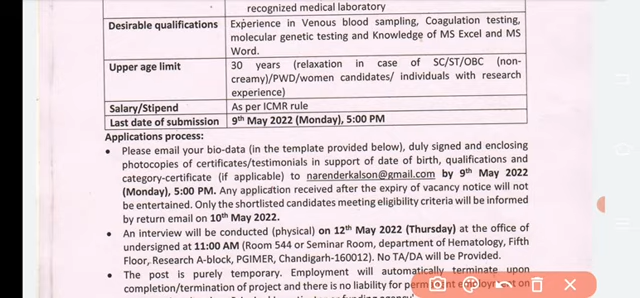 recognized medical laboratory
Desirable qualifications Experience in Venous blood sampling, Coagulation testing,
molecular genetic testing and Knowledge of MS Excel and MS
Word.
Upper age limit 30 years (relaxation in case of SC/ST/OBC (non-
creamy)/PWD/women candidates/ individuals with research
experience)
Salary/Stipend As per ICMR rule
Last date of submission 9th May 2022 (Monday), 5:00 PM
Applications process:
• Please email your bio-data (in the template provided below), duly signed and enclosing
photocopies of certificates/testimonials in support of date of birth, qualifications and
category-certificate (if applicable) to narenderkalson@gmail.com by 9th May 2022
(Monday), 5:00 PM. Any application received after the expiry of vacancy notice will not
be entertained. Only the shortlisted candidates meeting eligibility criteria will be informed
by return email on 10th May 2022.
• An interview will be conducted (physical) on 12th May 2022 (Thursday) at the office of
undersigned at 11:00 AM (Room 544 or Seminar Room, department of Hematology, Fifth
Floor, Research A-block, PGIMER, Chandigarh-160012). No TA/DA will be Provided.
• The post is purely temporary. Employment will automatically terminate upon
completion/termination of project and there is no liability for permanent employment on